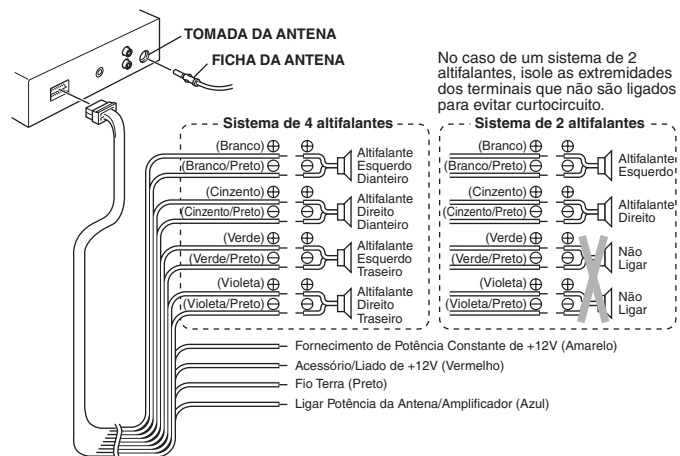 TOMADA DA ANTENA
FICHA DA ANTENA
No caso de um sistema de 2
altifalantes, isole as extremidades
dos terminais que não são ligados
para evitar curtocircuito.
Sistema de 4 altifalantes
(Branco) ⊕ ⊕
(Branco/Preto) ⊖ ⊖
Altifalante
Esquerdo
Dianteiro
(Cinzento) ⊕ ⊕
(Cinzento/Preto) ⊖ ⊖
Altifalante
Direito
Dianteiro
(Verde) ⊕ ⊕
(Verde/Preto) ⊖ ⊖
Altifalante
Esquerdo
Traseiro
(Violeta) ⊕ ⊕
(Violeta/Preto) ⊖ ⊖
Altifalante
Direito
Traseiro
Sistema de 2 altifalantes
(Branco) ⊕ ⊕
(Branco/Preto) ⊖ ⊖
Altifalante
Esquerdo
(Cinzento) ⊕ ⊕
(Cinzento/Preto) ⊖ ⊖
Altifalante
Direito
(Verde) ⊕ ⊕
(Verde/Preto) ⊖ ⊖
Não
Ligar
(Violeta) ⊕ ⊕
(Violeta/Preto) ⊖ ⊖
Não
Ligar
Fornecimento de Potência Constante de +12V (Amarelo)
Acessório/Liado de +12V (Vermelho)
Fio Terra (Preto)
Ligar Potência da Antena/Amplificador (Azul)